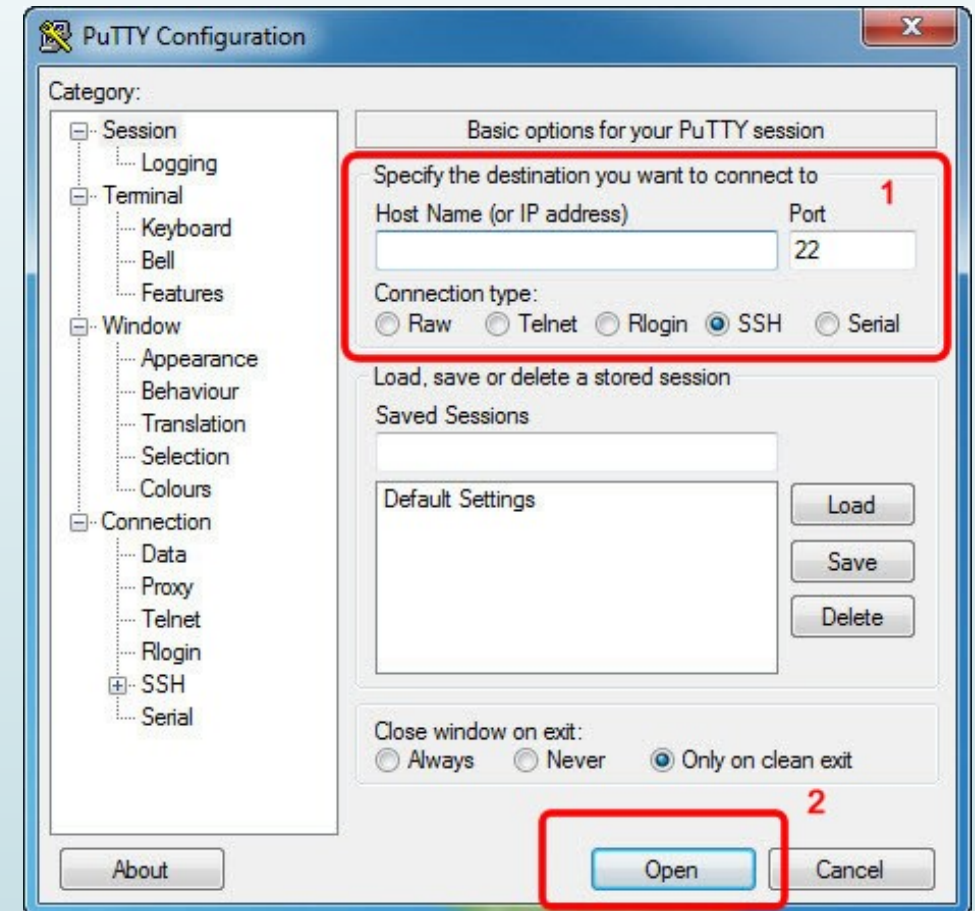 PuTTY Configuration
x
Category:
Session
Logging
Terminal
Keyboard
Bell
Features
Window
Appearance
Behaviour
Translation
Selection
Colours
Connection
Data
Proxy
Telnet
Rlogin
SSH
Serial
Basic options for your PuTTY session
Specify the destination you want to connect to
1
Host Name (or IP address) Port
22
Connection type:
Raw Telnet Rlogin SSH Serial
Load, save or delete a stored session
Saved Sessions
Default Settings
Load
Save
Delete
Close window on exit:
Always Never Only on clean exit
2
About Open Cancel